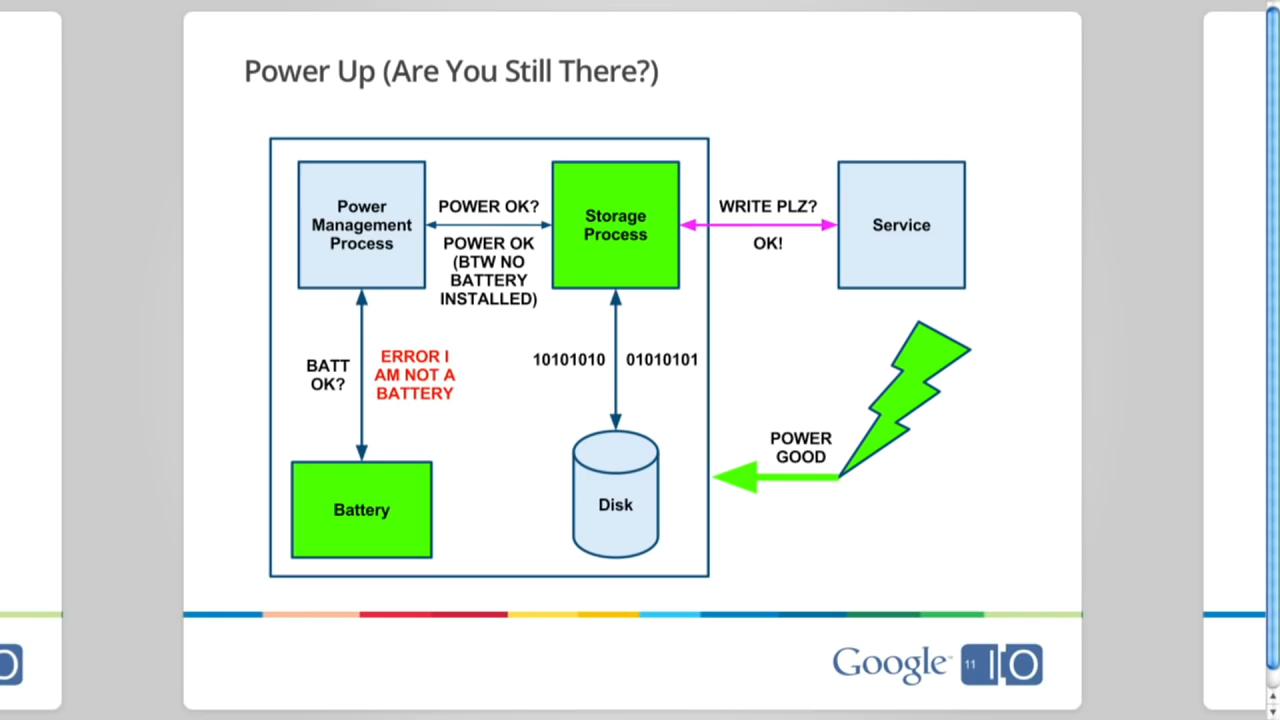 Power Up (Are You Still There?)
Power
Management
Process
POWER OK?
POWER OK
(BTW NO
BATTERY
INSTALLED)
Storage
Process
WRITE PLZ?
OK!
Service
BATT
OK?
ERROR I
AM NOT A
BATTERY
10101010
01010101
POWER
GOOD
Battery
Disk
Google™ 11 IO
O